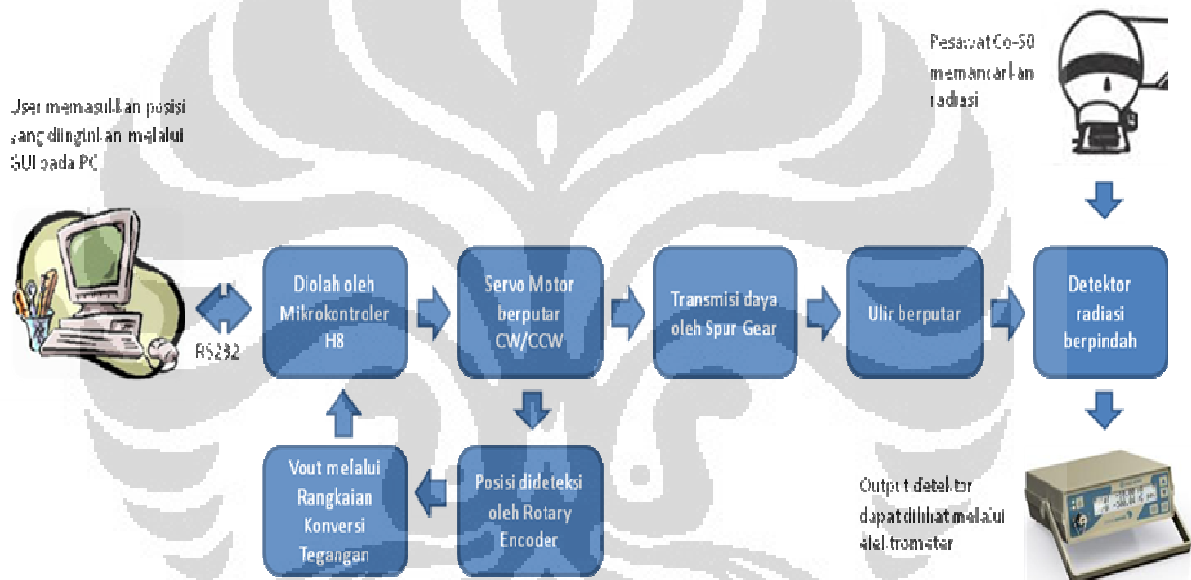 Pesawat Co-60
memancarkan
radiasi
User memasukkan posisi
yang diinginkan melalui
GUI pada PC
RS232
Diolah oleh
Mikrokontroler
H8
Servo Motor
berputar
CW/CCW
Transmisi daya
oleh Spur Gear
Ulir berputar
Detektor
radiasi
berpindah
Vout melalui
Rangkaian
Konversi
Tegangan
Posisi dideteksi
oleh Rotary
Encoder
Output detektor
dapat dilihat melalui
elektrometer